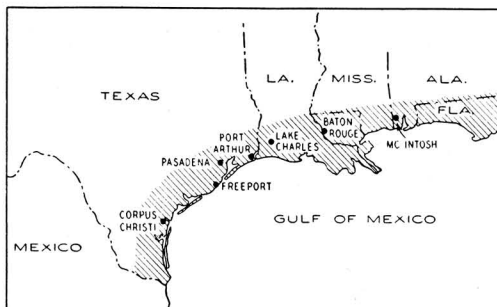 LA.
MISS.
ALA.
TEXAS
FLA.
PORT
ARTHUR
LAKE
CHARLES
BATON
ROUGE
MC INTOSH
PASADENA
FREEPORT
CORPUS
CHRISTI
GULF OF MEXICO
MEXICO